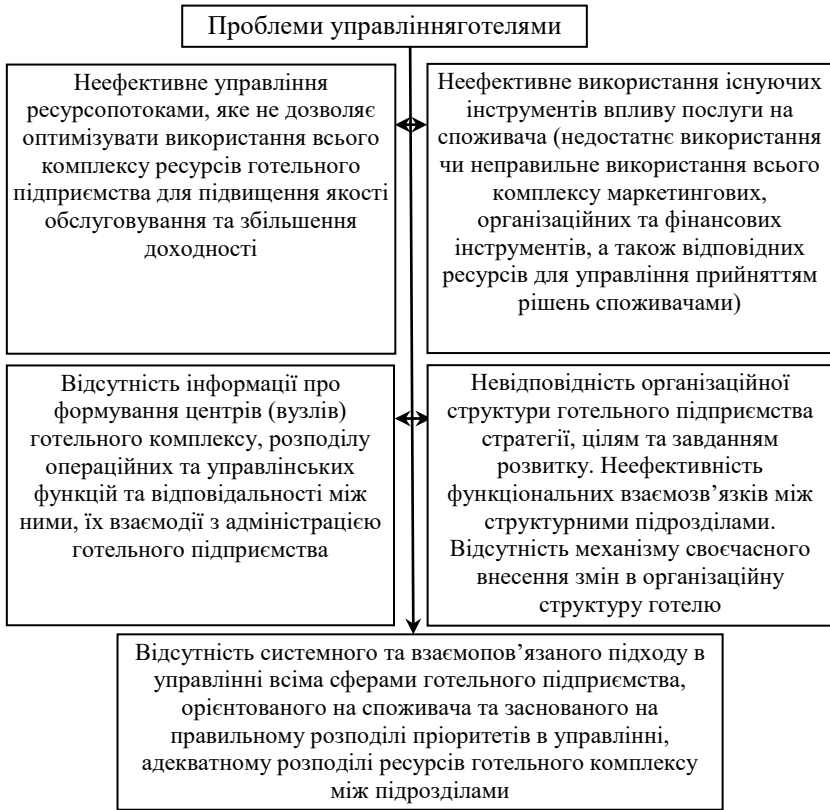 Проблеми управлінняготелями
Неефективне управління
ресурсопотоками, яке не дозволяє
оптимізувати використання всього
комплексу ресурсів готельного
підприємства для підвищення якості
обслуговування та збільшення
доходності
Неефективне використання існуючих
інструментів впливу послуги на
споживача (недостатнє використання
чи неправильне використання всього
комплексу маркетингових,
організаційних та фінансових
інструментів, а також відповідних
ресурсів для управління прийняттям
рішень споживачами)
Відсутність інформації про
формування центрів (вузлів)
готельного комплексу, розподілу
операційних та управлінських
функцій та відповідальності між
ними, їх взаємодії з адміністрацією
готельного підприємства
Невідповідність організаційної
структури готельного підприємства
стратегії, цілям та завданням
розвитку. Неефективність
функціональних взаємозв’язків між
структурними підрозділами.
Відсутність механізму своєчасного
внесення змін в організаційну
структуру готелю
Відсутність системного та взаємопов’язаного підходу в
управлінні всіма сферами готельного підприємства,
орієнтованого на споживача та заснованого на
правильному розподілі пріоритетів в управлінні,
адекватному розподілі ресурсів готельного комплексу
між підрозділами